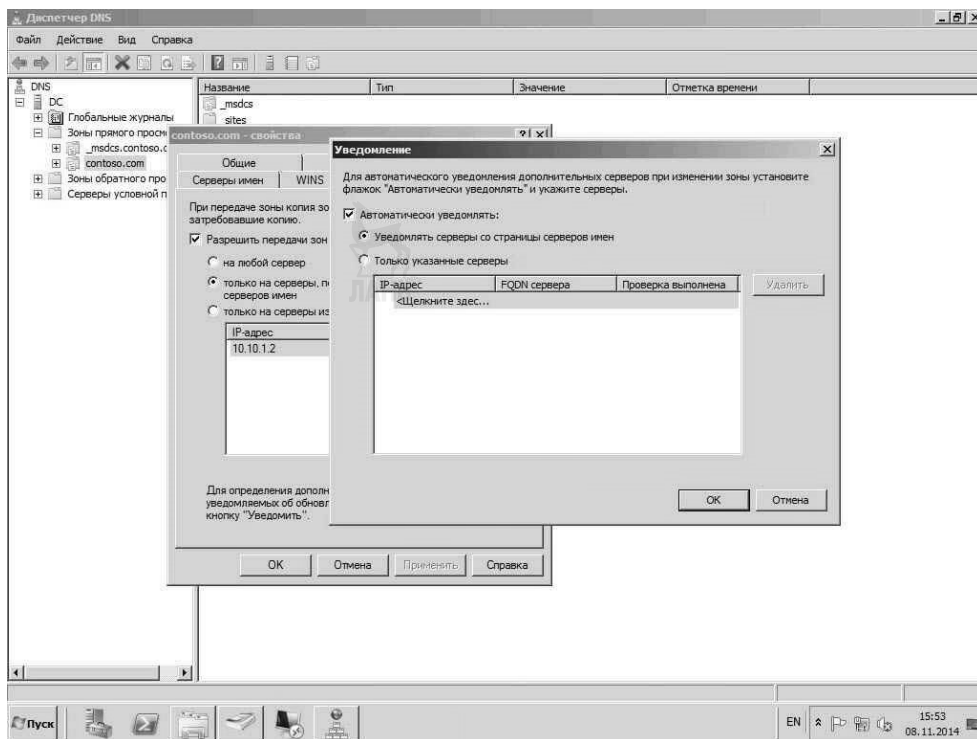 Диспетчер DNS
Файл Действие Вид Справка
DNS
DC
Глобальные журналы
Зоны прямого просм
_msdcs.contoso.c
contoso.com
Зоны обратного про
Серверы условной п
Название Тип Значение Отметка времени
_msdcs
sites
contoso.com - свойства
Общие
Серверы имен WINS
При передаче зоны копия зо
затребовавшие копию.
Разрешить передачи зон
на любой сервер
только на серверы, пе
серверов имен
только на серверы из
IP-адрес
10.10.1.2
Для определения дополн
уведомляемых об обновл
кнопку "Уведомить".
OK Отмена Применить Справка
Уведомление
Для автоматического уведомления дополнительных серверов при изменении зоны установите
флажок "Автоматически уведомлять" и укажите серверы.
Автоматически уведомлять:
Уведомлять серверы со страницы серверов имен
Только указанные серверы
IP-адрес FQDN сервера Проверка выполнена
<Щелкните здес...
Удалить
OK Отмена
Пуск
EN
15:53
08.11.2014